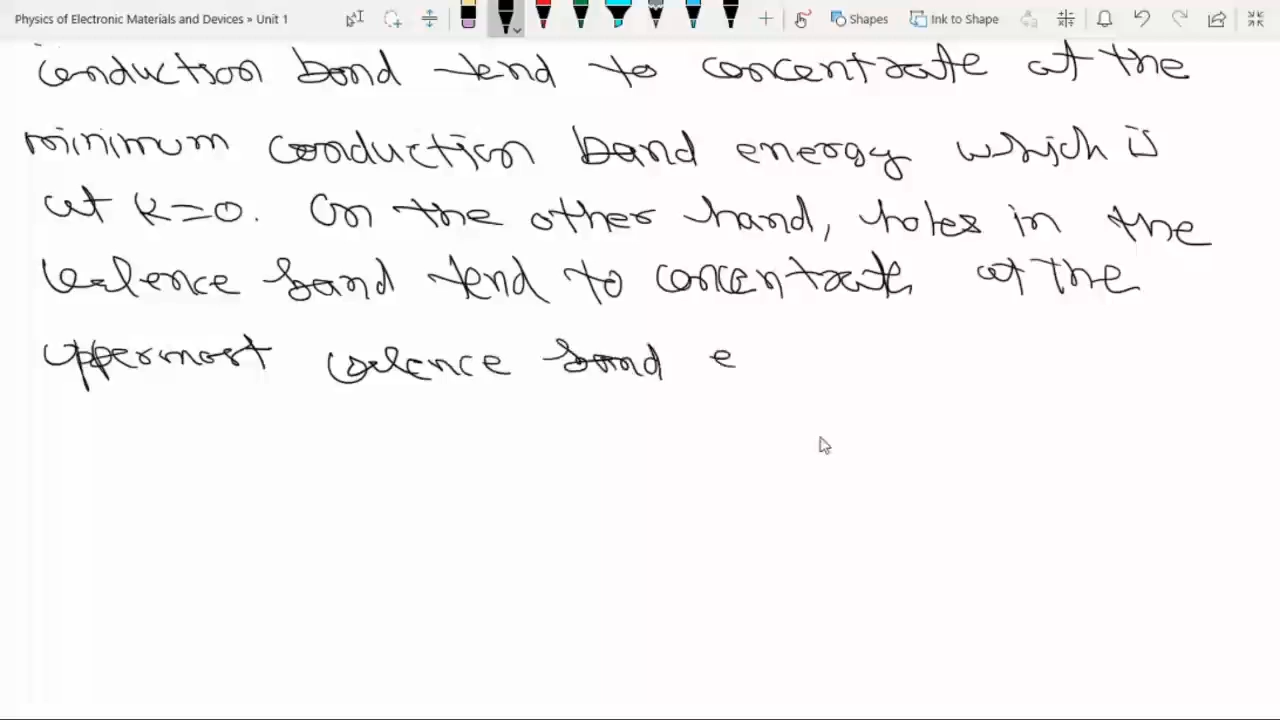 Physics of Electronic Materials and Devices » Unit 1
Shapes
Ink to Shape
conduction band tend to concentrate at the
minimum conduction band energy which is
at k=0. On the other hand, holes in the
valence band tend to concentrate at the
uppermost valence band e